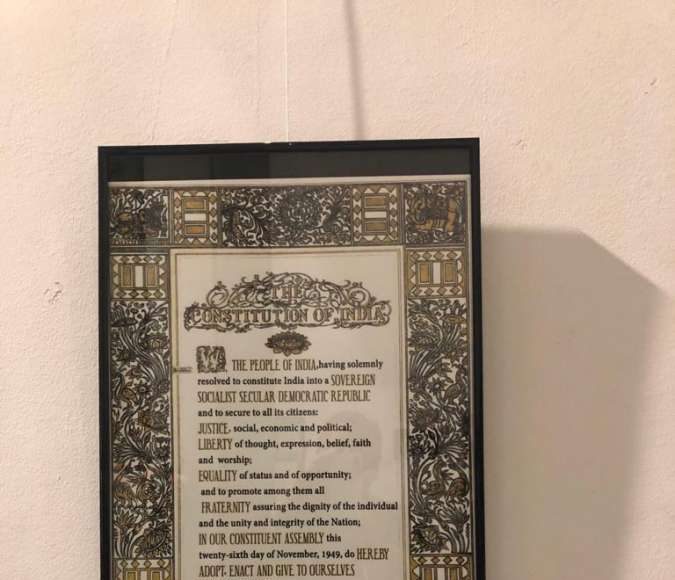 THE
CONSTITUTION OF INDIA
WE, THE PEOPLE OF INDIA, having solemnly
resolved to constitute India into a SOVEREIGN
SOCIALIST SECULAR DEMOCRATIC REPUBLIC
and to secure to all its citizens:
JUSTICE, social, economic and political;
LIBERTY of thought, expression, belief, faith
and worship;
EQUALITY of status and of opportunity;
and to promote among them all
FRATERNITY assuring the dignity of the individual
and the unity and integrity of the Nation;
IN OUR CONSTITUENT ASSEMBLY this
twenty-sixth day of November, 1949, do HEREBY
ADOPT, ENACT AND GIVE TO OURSELVES